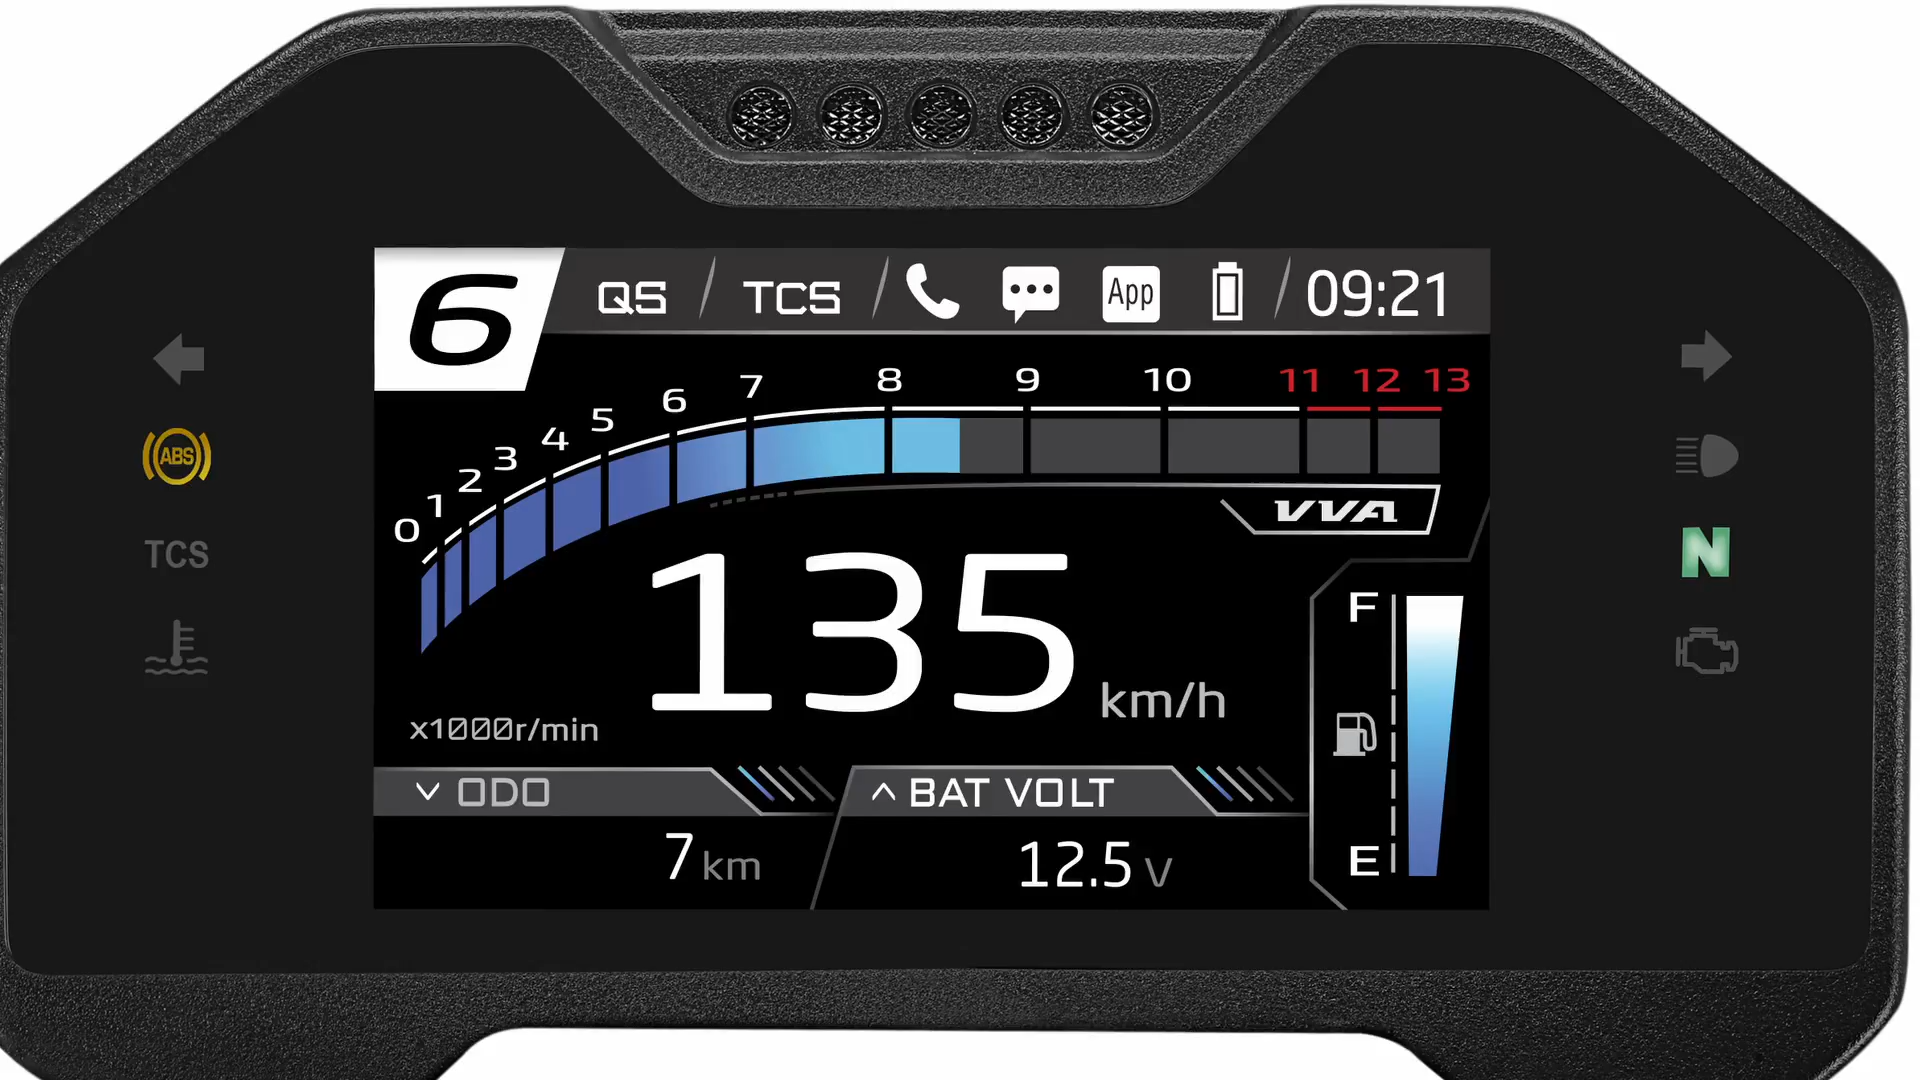 6 QS TCS App 09:21
0 1 2 3 4 5 6 7 8 9 10 11 12 13
VVA
ABS
TCS
N
135 km/h
x1000r/min
F
E
ODO
7 km
BAT VOLT
12.5 V